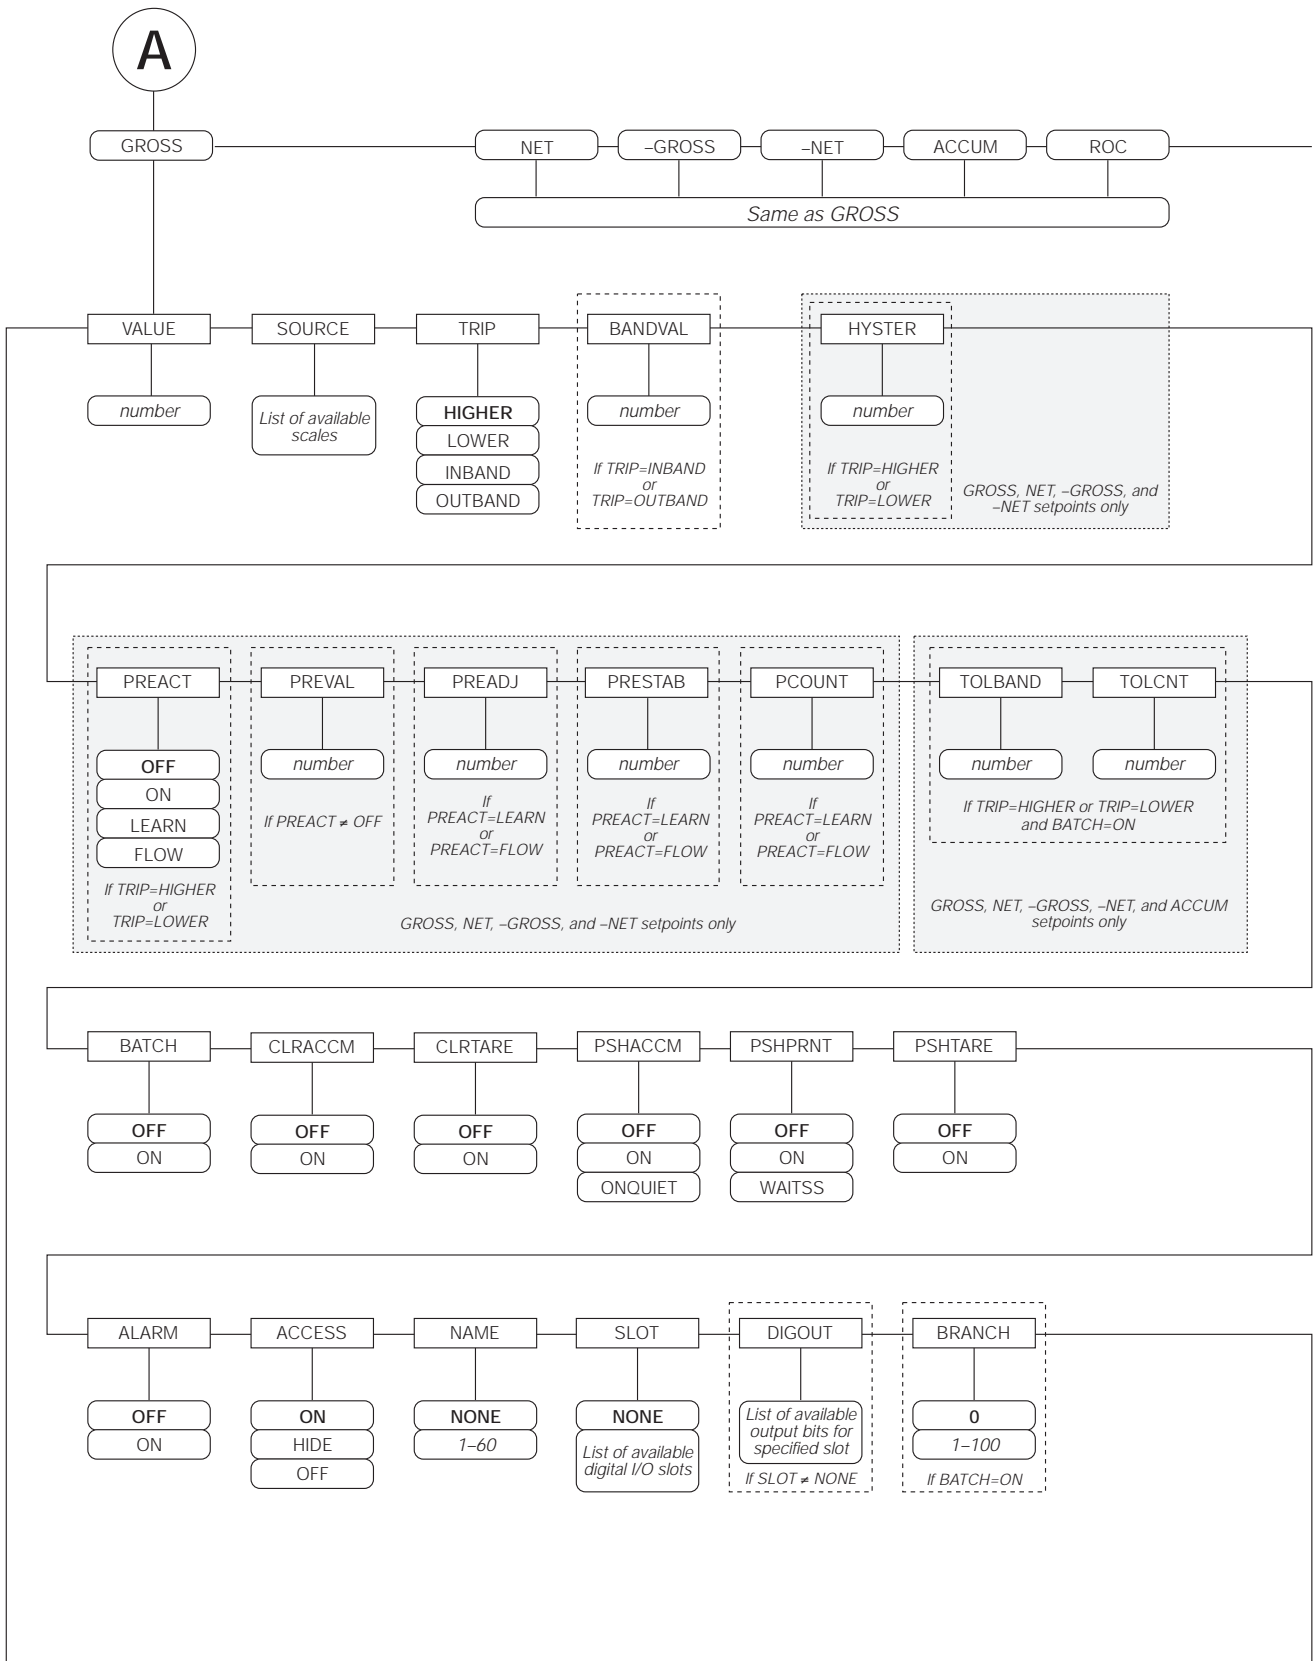 A
GROSS
NET
–GROSS
–NET
ACCUM
ROC
Same as GROSS
VALUE
SOURCE
TRIP
BANDVAL
HYSTER
number
List of available
scales
HIGHER
LOWER
INBAND
OUTBAND
number
If TRIP=INBAND
or
TRIP=OUTBAND
number
If TRIP=HIGHER
or
TRIP=LOWER
GROSS, NET, –GROSS, and
–NET setpoints only
PREACT
PREVAL
PREADJ
PRESTAB
PCOUNT
TOLBAND
TOLCNT
OFF
ON
LEARN
FLOW
If TRIP=HIGHER
or
TRIP=LOWER
number
If PREACT ≠ OFF
number
If
PREACT=LEARN
or
PREACT=FLOW
number
If
PREACT=LEARN
or
PREACT=FLOW
number
If
PREACT=LEARN
or
PREACT=FLOW
GROSS, NET, –GROSS, and –NET setpoints only
number
number
If TRIP=HIGHER or TRIP=LOWER
and BATCH=ON
GROSS, NET, –GROSS, –NET, and ACCUM
setpoints only
BATCH
CLRACCM
CLRTARE
PSHACCM
PSHPRNT
PSHTARE
OFF
ON
OFF
ON
OFF
ON
OFF
ON
ONQUIET
OFF
ON
WAITSS
OFF
ON
ALARM
ACCESS
NAME
SLOT
DIGOUT
BRANCH
OFF
ON
ON
HIDE
OFF
NONE
1–60
NONE
List of available
digital I/O slots
List of available
output bits for
specified slot
If SLOT ≠ NONE
0
1–100
If BATCH=ON